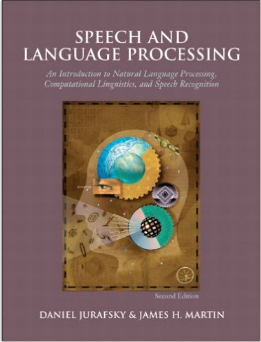 SPEECH AND
LANGUAGE PROCESSING
An Introduction to Natural Language Processing,
Computational Linguistics, and Speech Recognition
Second Edition
DANIEL JURAFSKY & JAMES H. MARTIN